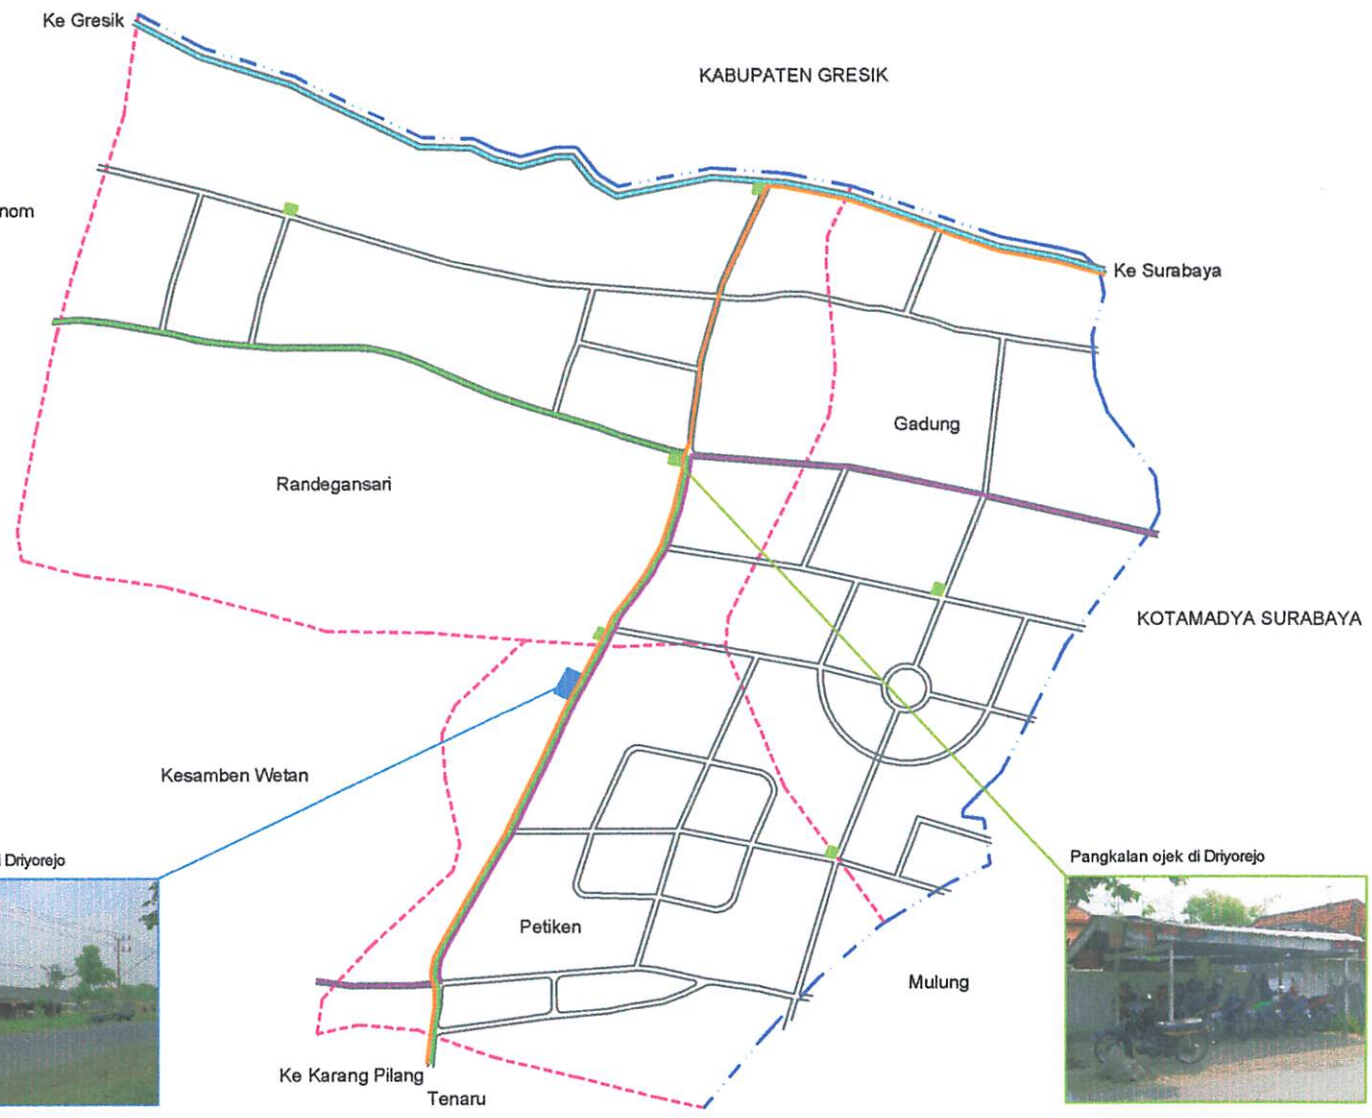 Ke Gresik
KABUPATEN GRESIK
nom
Ke Surabaya
Gadung
Randegansari
KOTAMADYA SURABAYA
Kesamben Wetan
i Driyorejo
Pangkalan ojek di Driyorejo
Petiken
Mulung
Ke Karang Pilang
Tenaru